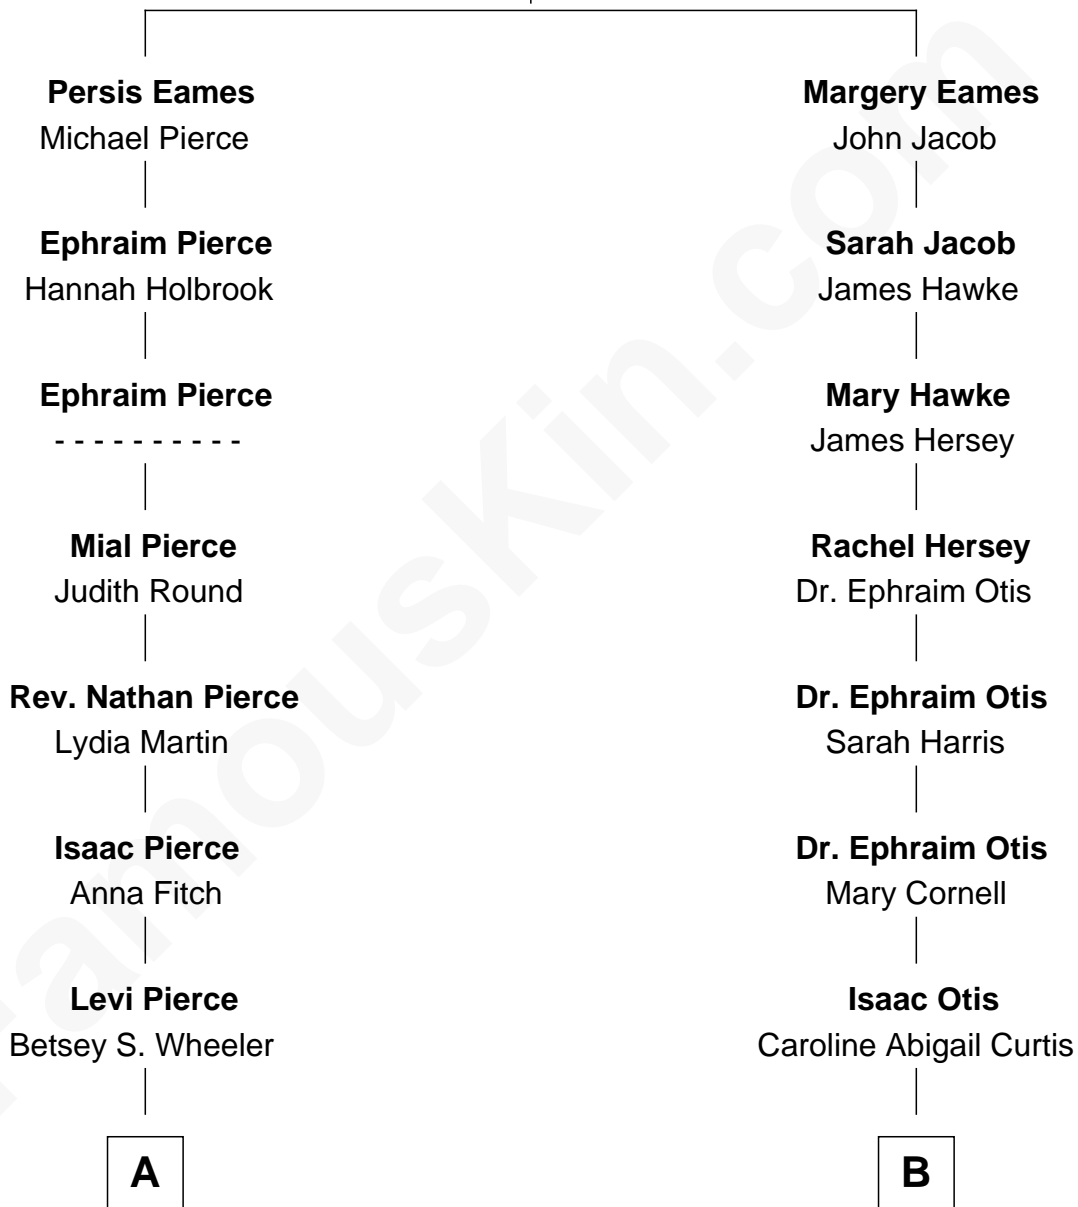 Persis Eames
Michael Pierce
Margery Eames
John Jacob
Ephraim Pierce
Hannah Holbrook
Sarah Jacob
James Hawke
Ephraim Pierce
- - - - - - - - - -
Mary Hawke
James Hersey
Mial Pierce
Judith Round
Rachel Hersey
Dr. Ephraim Otis
Rev. Nathan Pierce
Lydia Martin
Dr. Ephraim Otis
Sarah Harris
Isaac Pierce
Anna Fitch
Dr. Ephraim Otis
Mary Cornell
Levi Pierce
Betsey S. Wheeler
Isaac Otis
Caroline Abigail Curtis
A
B
FamousKin.com